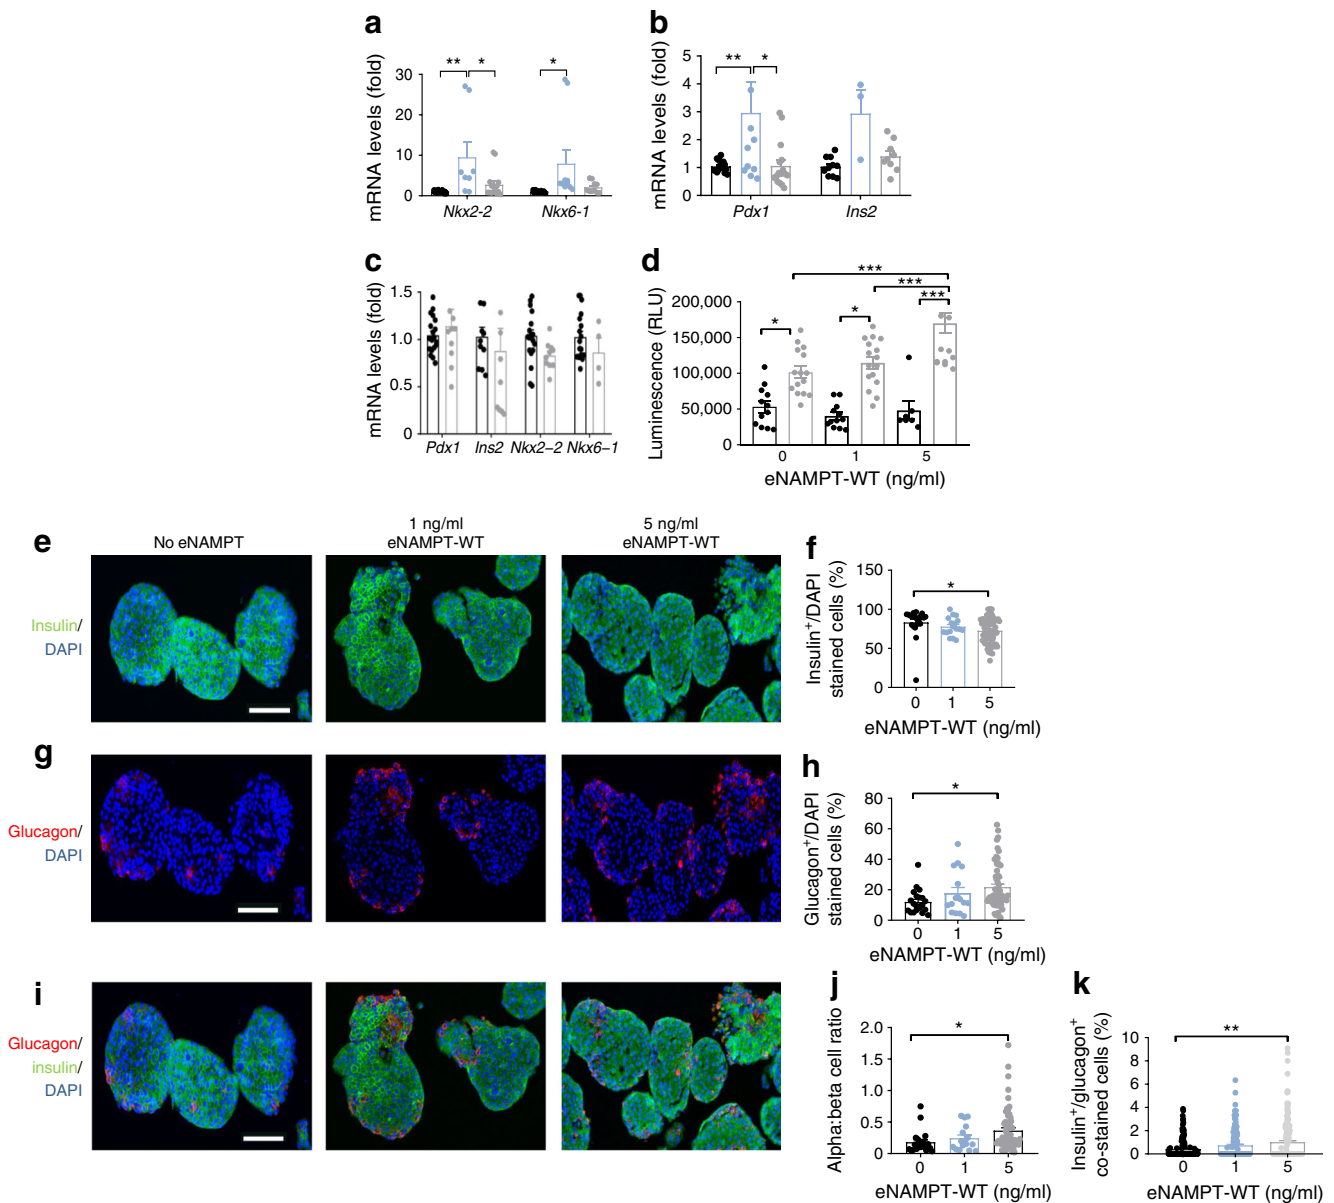 a
mRNA levels (fold)
30
20
10
0
** * *
Nkx2-2 Nkx6-1
b
mRNA levels (fold)
5
4
3
2
1
0
** *
Pdx1 Ins2
c
mRNA levels (fold)
1.5
1.0
0.5
0
Pdx1 Ins2 Nkx2–2 Nkx6–1
d
Luminescence (RLU)
200,000
150,000
100,000
50,000
0
***
***
***
* *
0 1 5
eNAMPT-WT (ng/ml)
e
No eNAMPT
1 ng/ml
eNAMPT-WT
5 ng/ml
eNAMPT-WT
Insulin/
DAPI
f
Insulin+/DAPI
stained cells (%)
150
100
50
0
*
0 1 5
eNAMPT-WT (ng/ml)
g
Glucagon/
DAPI
h
Glucagon+/DAPI
stained cells (%)
80
60
40
20
0
*
0 1 5
eNAMPT-WT (ng/ml)
i
Glucagon/
insulin/
DAPI
j
Alpha:beta cell ratio
2.0
1.5
1.0
0.5
0
*
0 1 5
eNAMPT-WT (ng/ml)
k
Insulin+/glucagon+
co-stained cells (%)
10
8
6
4
2
0
**
0 1 5
eNAMPT-WT (ng/ml)